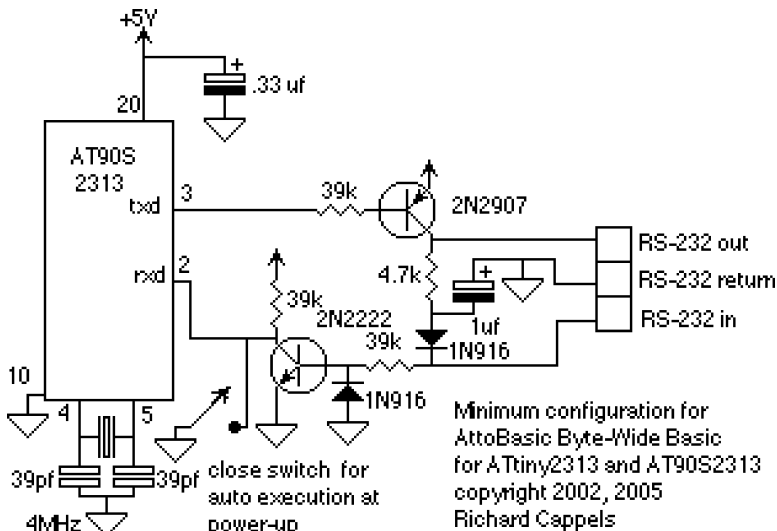 +5V
+
.33 uf
20
AT90S
2313
txd
3
39k
2N2907
RS-232 out
4.7k
+
RS-232 return
rxd
2
39k
2N2222
1uf
RS-232 in
39k
1N916
10
1N916
4
5
39pf
39pf
4MHz
close switch for
auto execution at
power-up
Minimum configuration for
AttoBasic Byte-Wide Basic
for ATtiny2313 and AT90S2313
copyright 2002, 2005
Richard Cappels